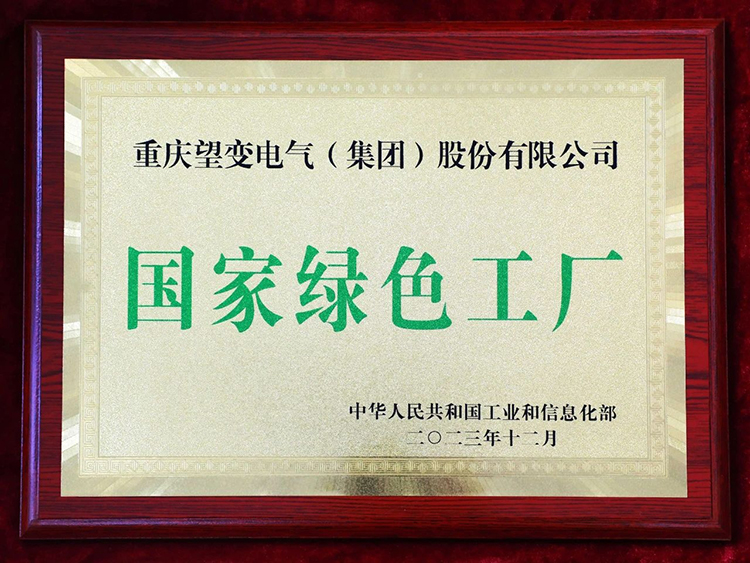 重庆望变电气（集团）股份有限公司
国家绿色工厂
中华人民共和国工业和信息化部
二〇二三年十二月